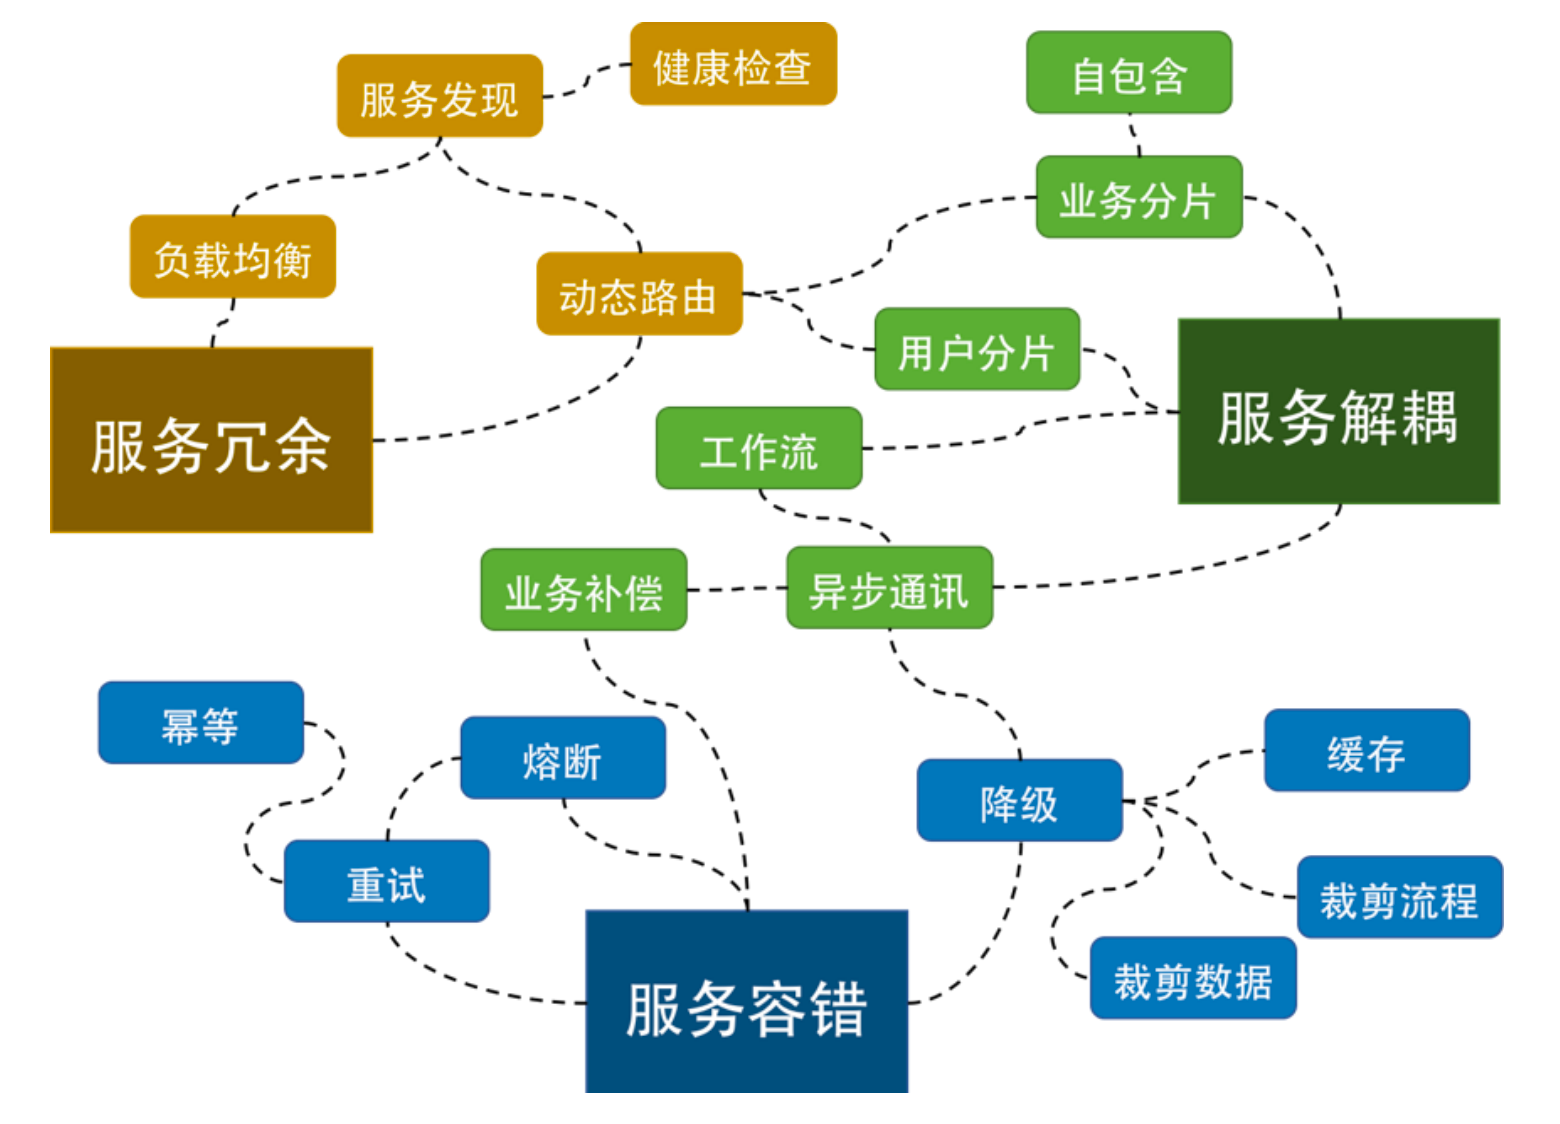 健康检查
自包含
服务发现
业务分片
负载均衡
动态路由
用户分片
服务冗余
服务解耦
工作流
业务补偿
异步通讯
幂等
熔断
缓存
降级
重试
裁剪流程
裁剪数据
服务容错